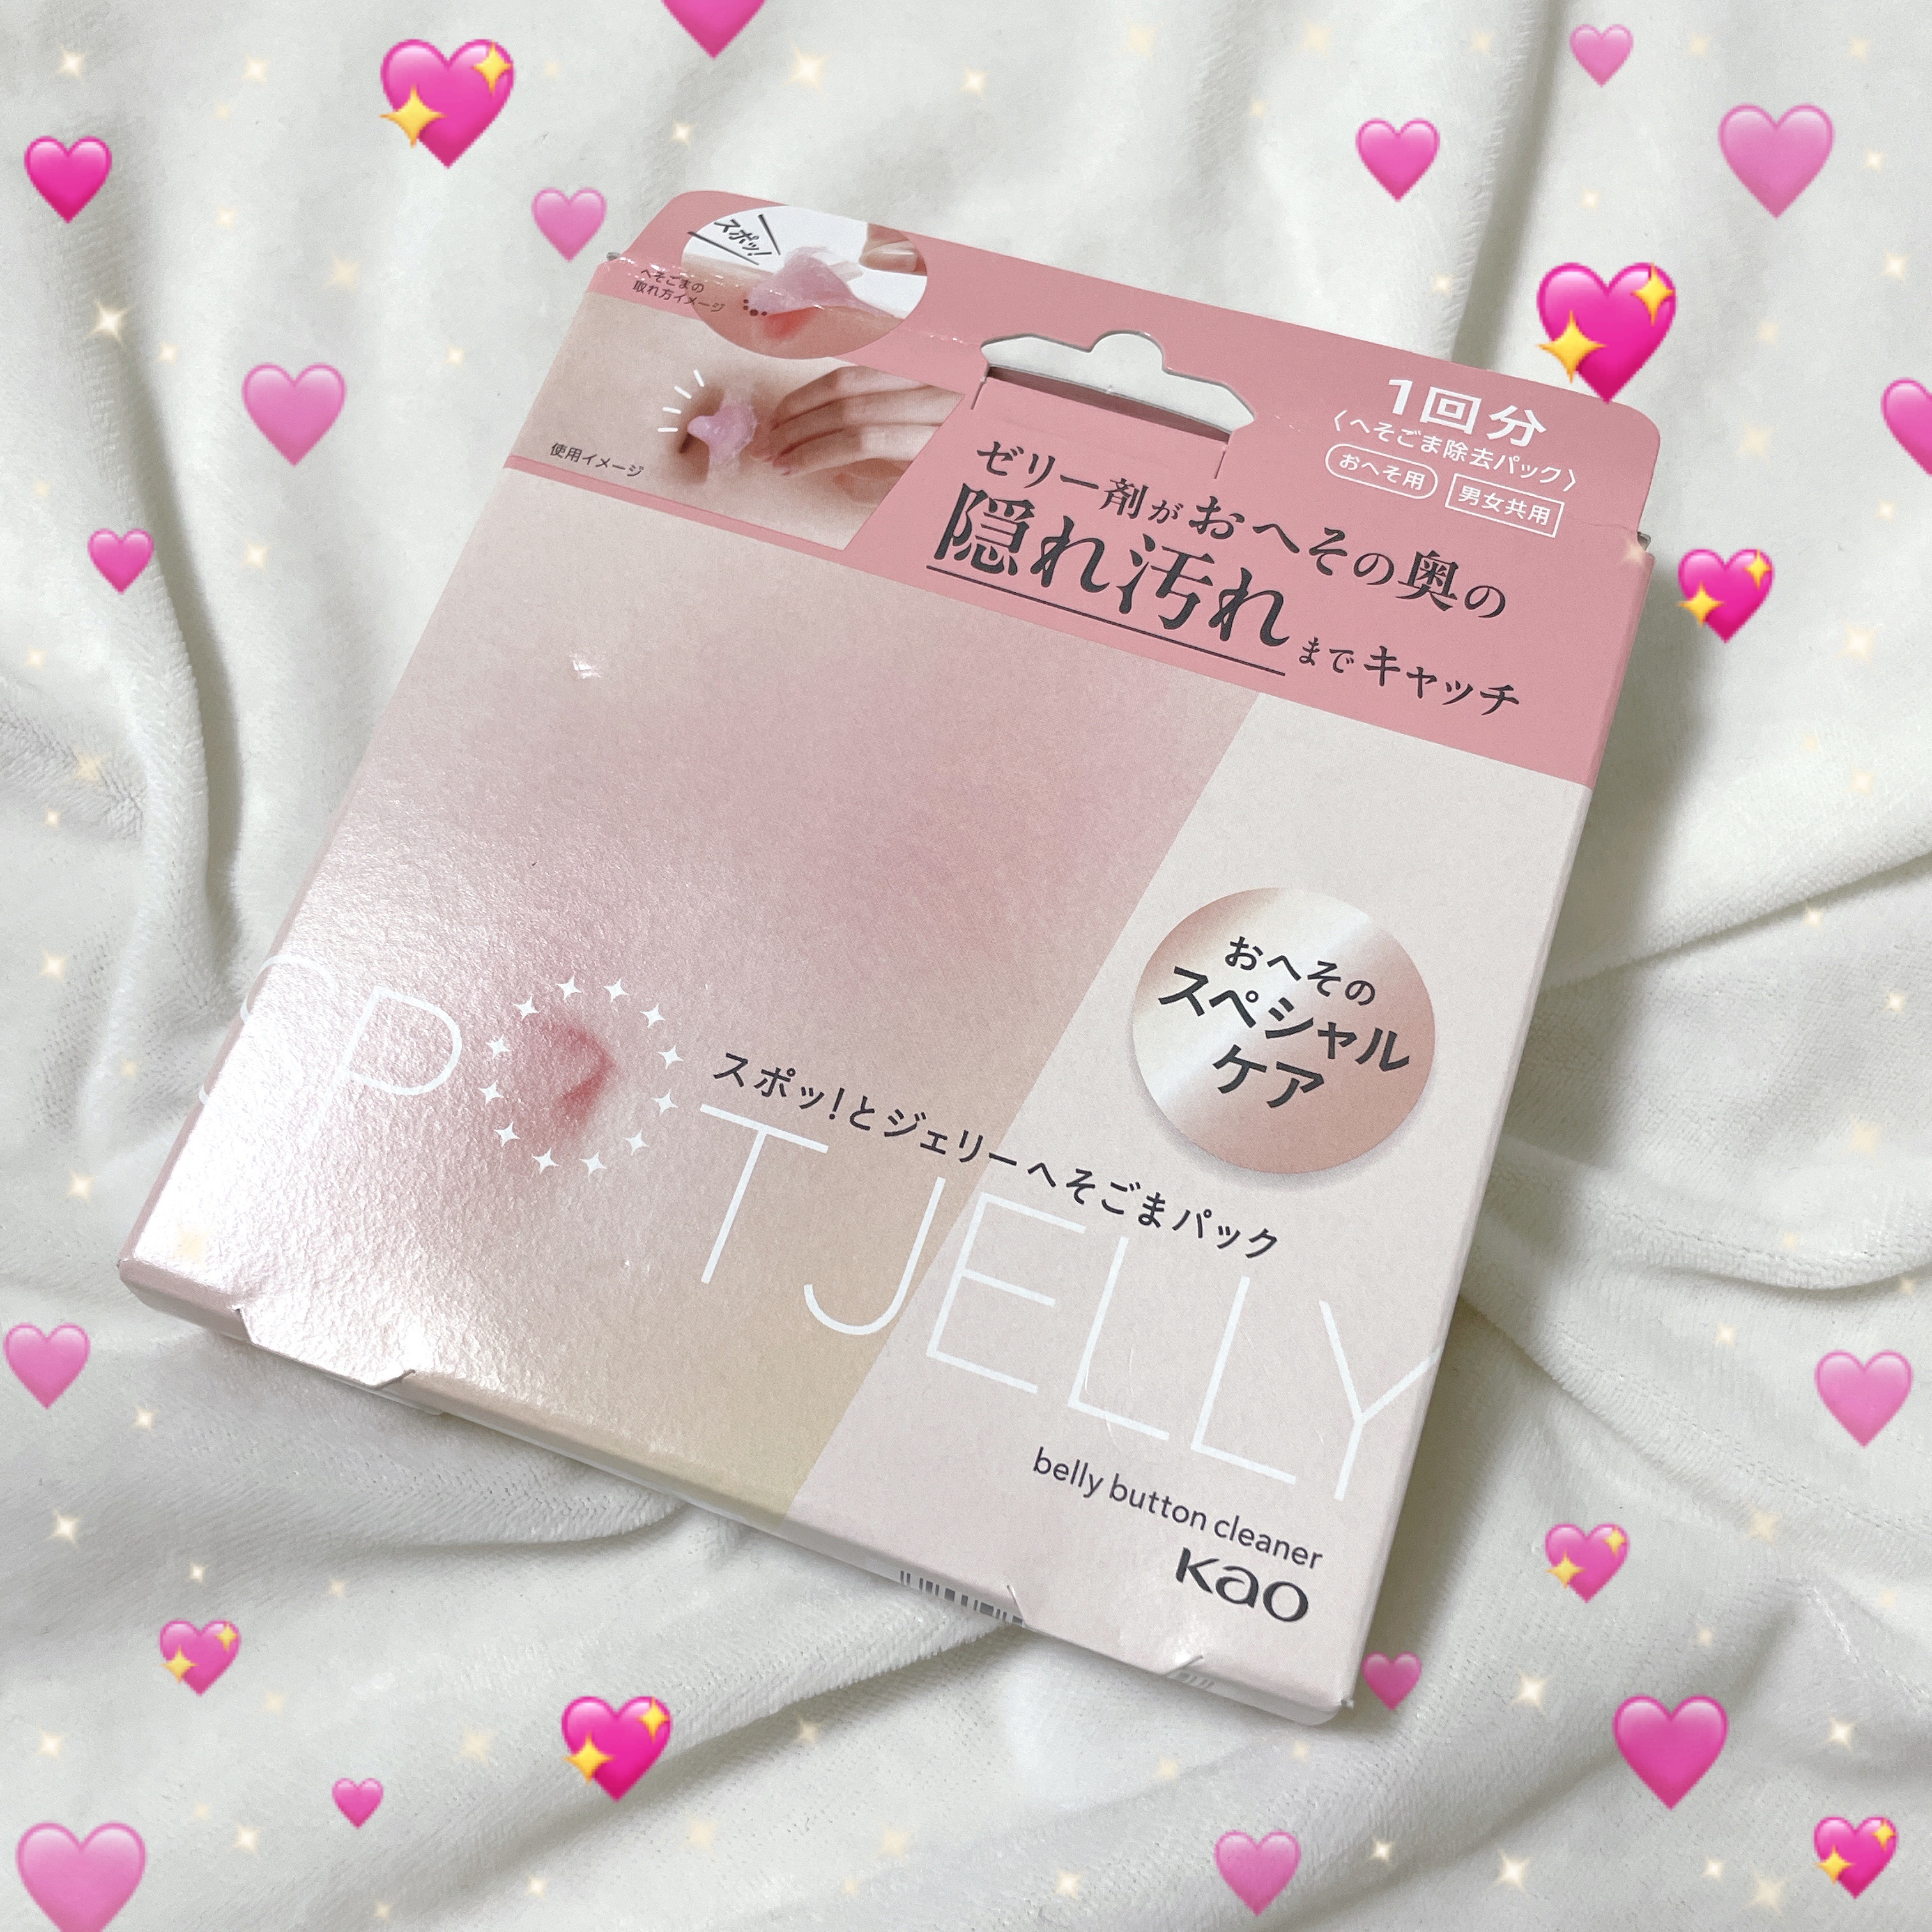 スポッ!
へそごまの
取れ方イメージ
使用イメージ
1回分
〈へそごま除去パック〉
おへそ用 男女共用
ゼリー剤がおへその奥の
隠れ汚れまでキャッチ
おへその
スペシャル
ケア
スポッ!とジェリーへそごまパック
SPOT JELLY
belly button cleaner
Kao